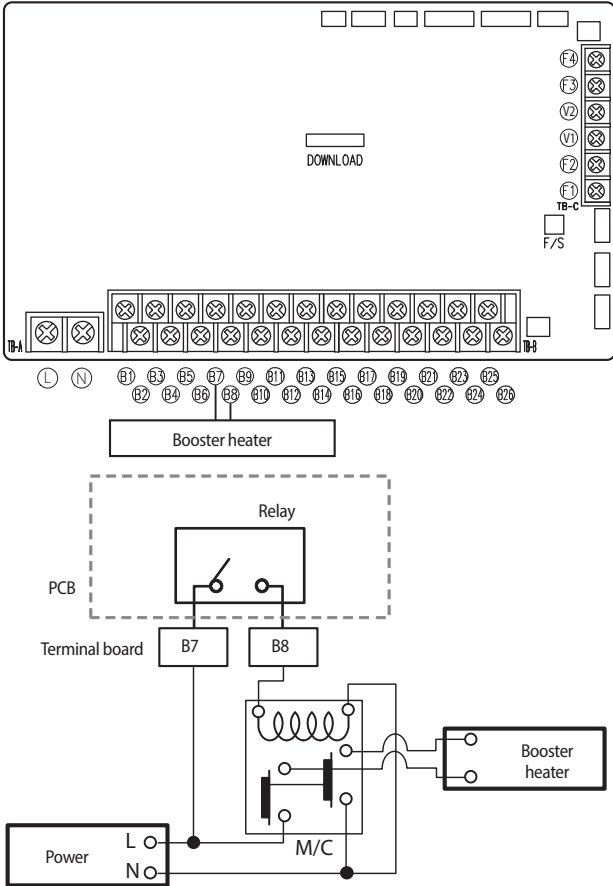 F4
F3
V2
V1
F2
F1
TB-C
DOWNLOAD
F/S
TB-A
TB-B
L N B1 B3 B5 B7 B9 B11 B13 B15 B17 B19 B21 B23 B25
B2 B4 B6 B8 B10 B12 B14 B16 B18 B20 B22 B24 B26
Booster heater
Relay
PCB
Terminal board B7 B8
Booster
heater
M/C
Power L
N